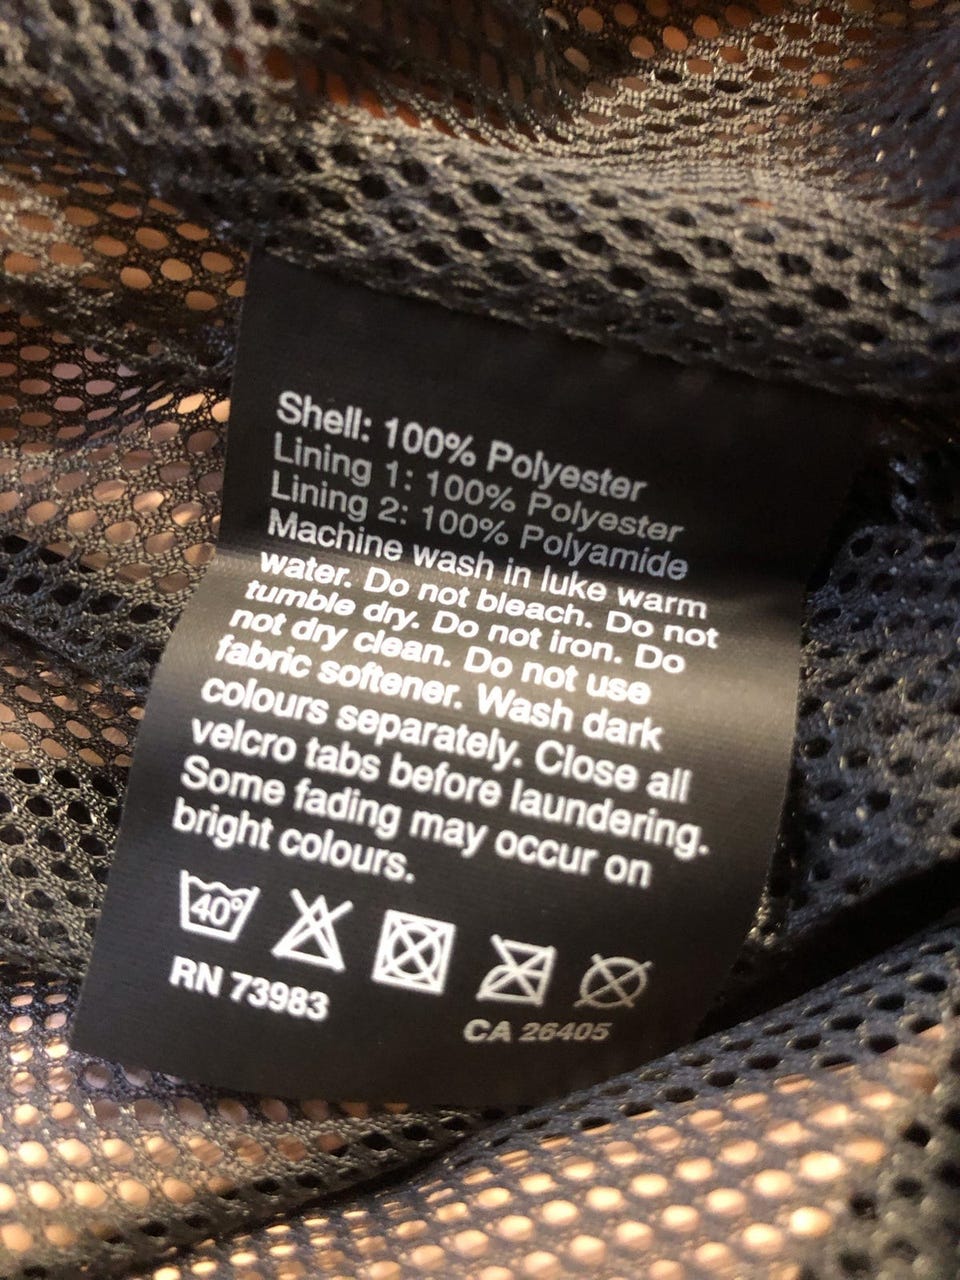 Shell: 100% Polyester
Lining 1: 100% Polyester
Lining 2: 100% Polyamide
Machine wash in luke warm
water. Do not bleach. Do not
tumble dry. Do not iron. Do
not dry clean. Do not use
fabric softener. Wash dark
colours separately. Close all
velcro tabs before laundering.
Some fading may occur on
bright colours.
40°
RN 73983
CA 26405